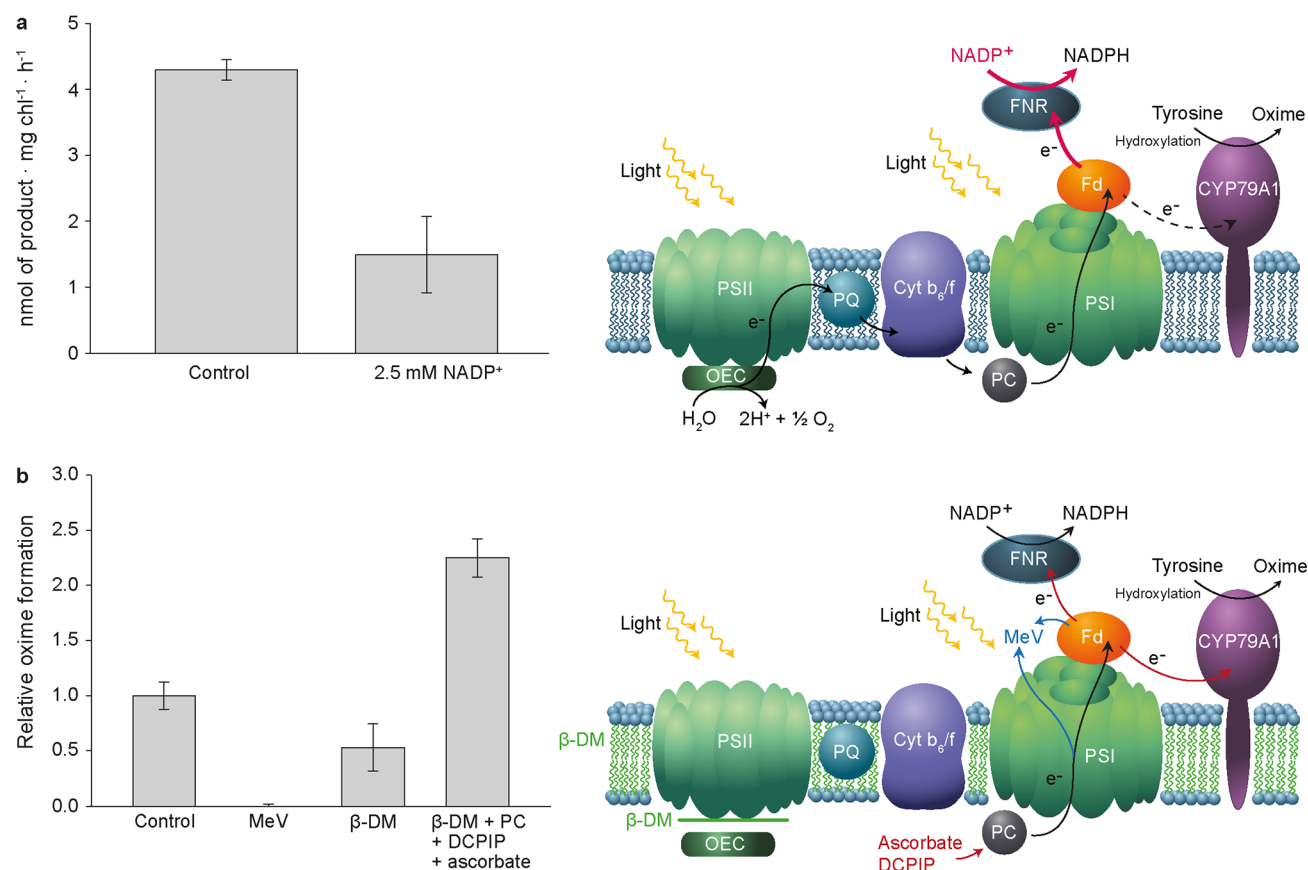 a
nmol of product · mg chl⁻¹ · h⁻¹
5
4
3
2
1
0
Control
2.5 mM NADP⁺
NADP⁺
NADPH
FNR
Tyrosine
Oxime
Hydroxylation
e⁻
Light
Light
Fd
e⁻
CYP79A1
PSII
PQ
Cyt b₆/f
PSI
e⁻
e⁻
OEC
PC
H₂O
2H⁺ + ½ O₂
b
Relative oxime formation
3.0
2.5
2.0
1.5
1.0
0.5
0.0
Control
MeV
β-DM
β-DM + PC
+ DCPIP
+ ascorbate
NADP⁺
NADPH
FNR
Tyrosine
Oxime
Hydroxylation
e⁻
Light
Light
MeV
Fd
e⁻
CYP79A1
β-DM
PSII
PQ
Cyt b₆/f
PSI
e⁻
β-DM
OEC
PC
Ascorbate
DCPIP